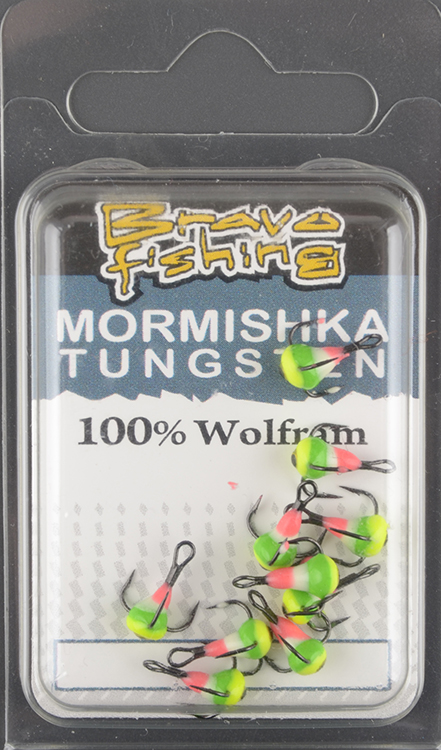 Bravo
fishing
MORMISHKA
TUNGSTEN
100% Wolfram